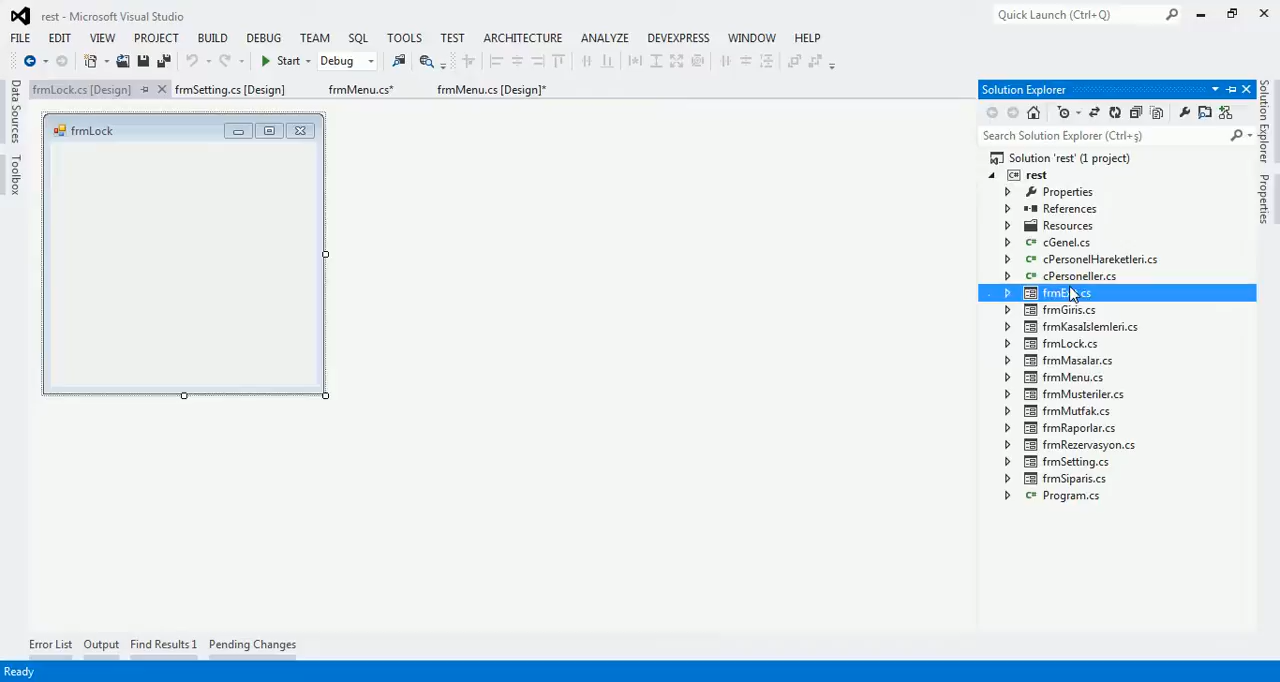 rest - Microsoft Visual Studio
Quick Launch (Ctrl+Q)
FILE EDIT VIEW PROJECT BUILD DEBUG TEAM SQL TOOLS TEST ARCHITECTURE ANALYZE DEVEXPRESS WINDOW HELP
Start Debug
frmLock.cs [Design] frmSetting.cs [Design] frmMenu.cs* frmMenu.cs [Design]*
Data Sources
Toolbox
frmLock
Solution Explorer
Search Solution Explorer (Ctrl+ş)
Solution 'rest' (1 project)
C# rest
Properties
References
Resources
C# cGenel.cs
C# cPersonelHareketleri.cs
C# cPersoneller.cs
frmGiris.cs
frmKasaIslemleri.cs
frmLock.cs
frmMasalar.cs
frmMenu.cs
frmMusteriler.cs
frmMutfak.cs
frmRaporlar.cs
frmRezervasyon.cs
frmSetting.cs
frmSiparis.cs
C# Program.cs
Solution Explorer
Properties
Error List Output Find Results 1 Pending Changes
Ready